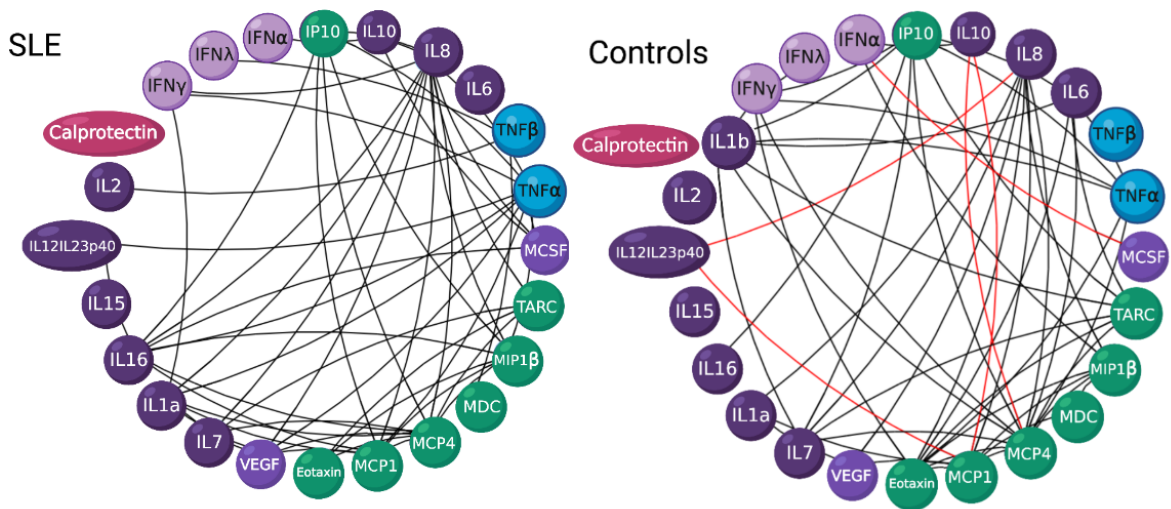 SLE
IFNγ
IFNλ
IFNα
IP10
IL10
IL8
IL6
TNFβ
TNFα
MCSF
TARC
MIP1β
MDC
MCP4
MCP1
Eotaxin
VEGF
IL7
IL1a
IL16
IL15
IL12IL23p40
IL2
Calprotectin
Controls
IFNγ
IFNλ
IFNα
IP10
IL10
IL8
IL6
TNFβ
TNFα
MCSF
TARC
MIP1β
MDC
MCP4
MCP1
Eotaxin
VEGF
IL7
IL1a
IL16
IL15
IL12IL23p40
IL2
Calprotectin
IL1b